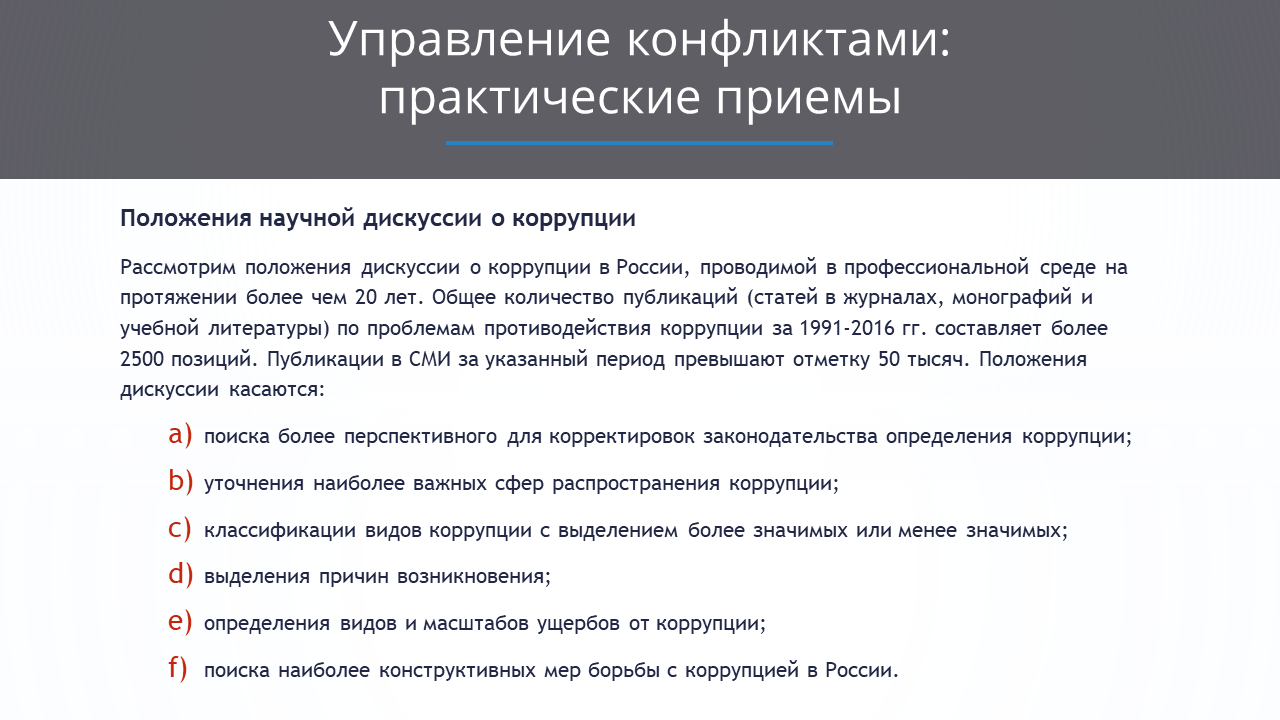 Управление конфликтами:
практические приемы
Положения научной дискуссии о коррупции
Рассмотрим положения дискуссии о коррупции в России, проводимой в профессиональной среде на
протяжении более чем 20 лет. Общее количество публикаций (статей в журналах, монографий и
учебной литературы) по проблемам противодействия коррупции за 1991-2016 гг. составляет более
2500 позиций. Публикации в СМИ за указанный период превышают отметку 50 тысяч. Положения
дискуссии касаются:
a) поиска более перспективного для корректировок законодательства определения коррупции;
b) уточнения наиболее важных сфер распространения коррупции;
c) классификации видов коррупции с выделением более значимых или менее значимых;
d) выделения причин возникновения;
e) определения видов и масштабов ущербов от коррупции;
f) поиска наиболее конструктивных мер борьбы с коррупцией в России.